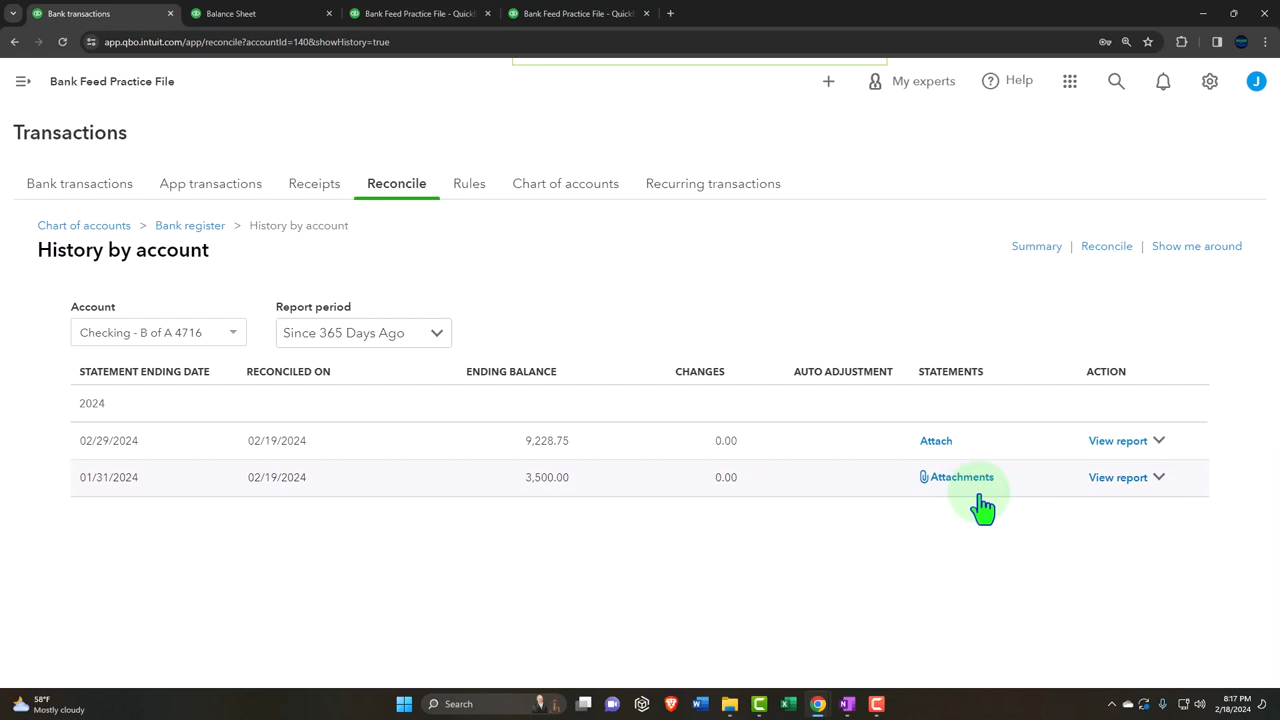 Bank transactions
Balance Sheet
Bank Feed Practice File - Quick
Bank Feed Practice File - Quick
app.qbo.intuit.com/app/reconcile?accountId=140&showHistory=true
Bank Feed Practice File
My experts
Help
J
Transactions
Bank transactions
App transactions
Receipts
Reconcile
Rules
Chart of accounts
Recurring transactions
Chart of accounts > Bank register > History by account
History by account
Summary | Reconcile | Show me around
Account
Report period
Checking - B of A 4716
Since 365 Days Ago
STATEMENT ENDING DATE RECONCILED ON ENDING BALANCE CHANGES AUTO ADJUSTMENT STATEMENTS ACTION
2024
02/29/2024 02/19/2024 9,228.75 0.00 Attach View report
01/31/2024 02/19/2024 3,500.00 0.00 Attachments View report
58°F
Mostly cloudy
Search
8:17 PM
2/18/2024